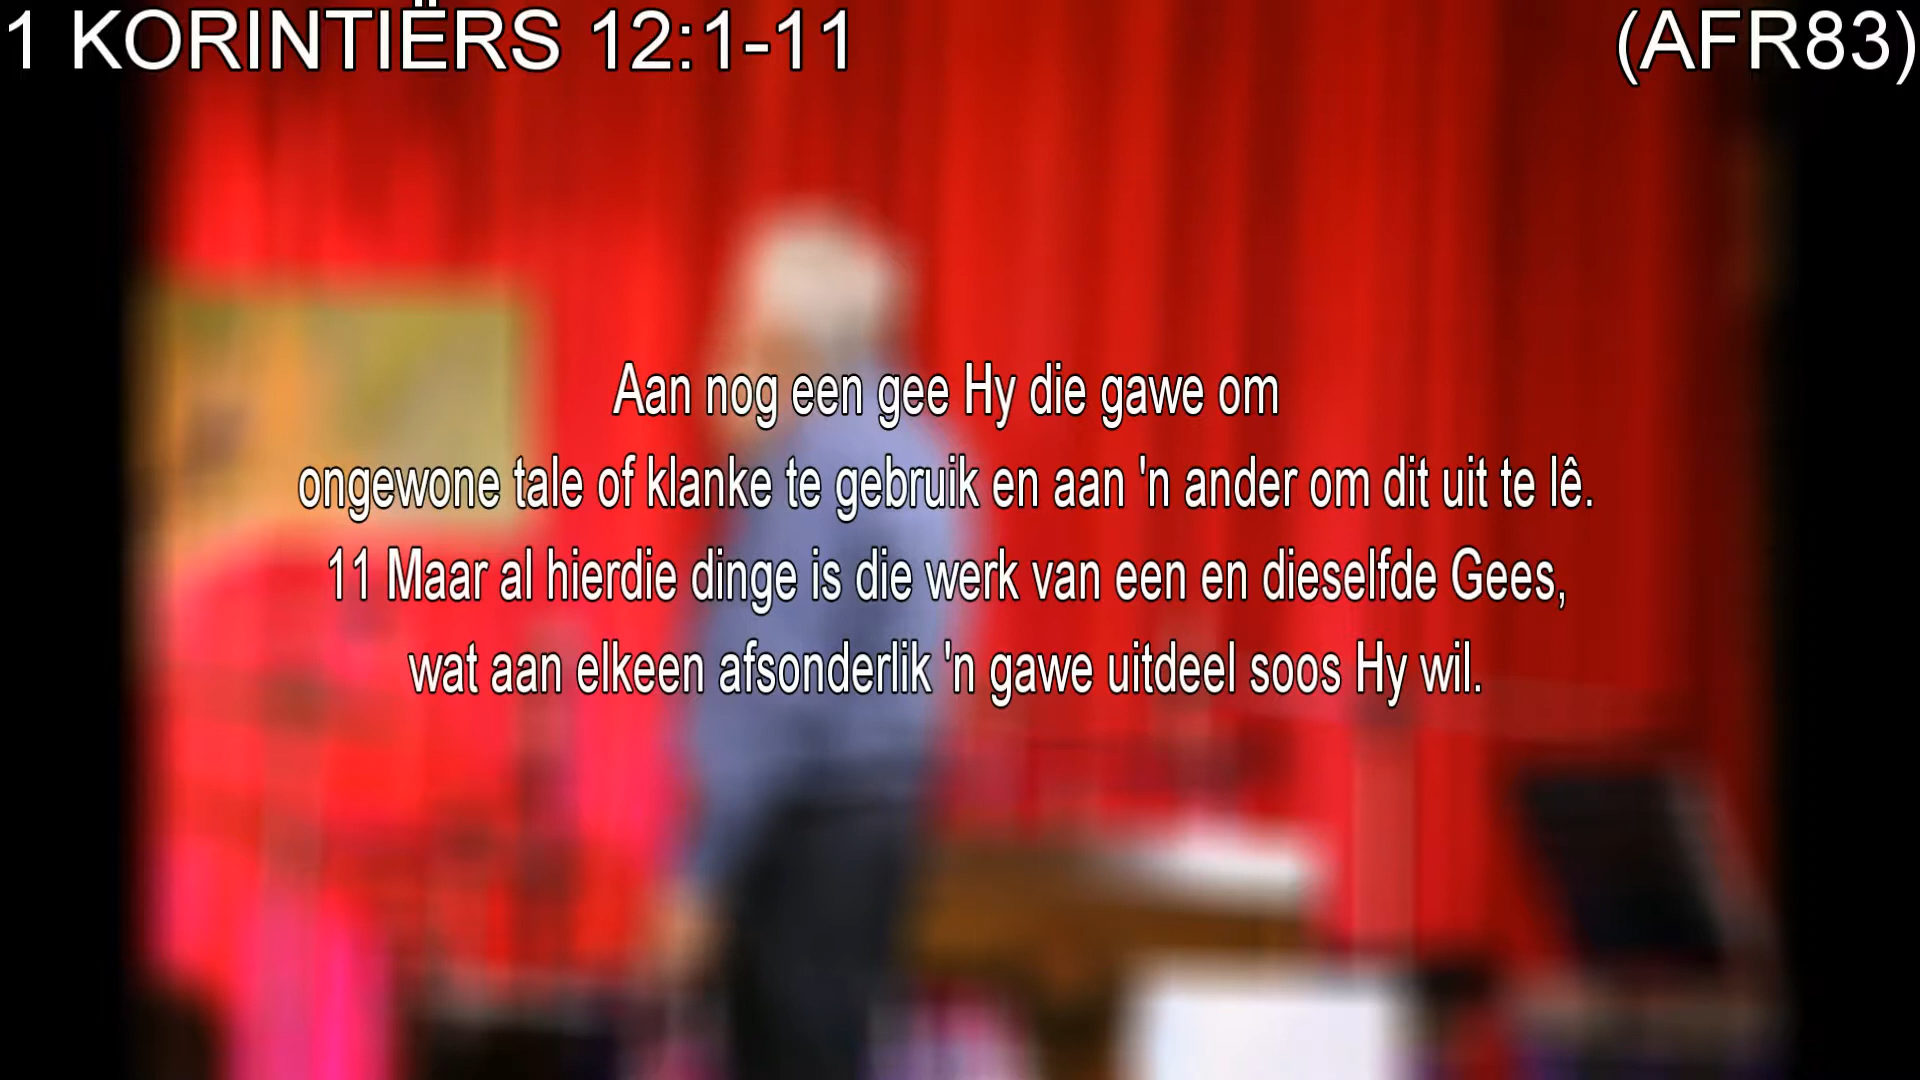 1 KORINTIËRS 12:1-11 (AFR83)
Aan nog een gee Hy die gawe om
ongewone tale of klanke te gebruik en aan 'n ander om dit uit te lê.
11 Maar al hierdie dinge is die werk van een en dieselfde Gees,
wat aan elkeen afsonderlik 'n gawe uitdeel soos Hy wil.